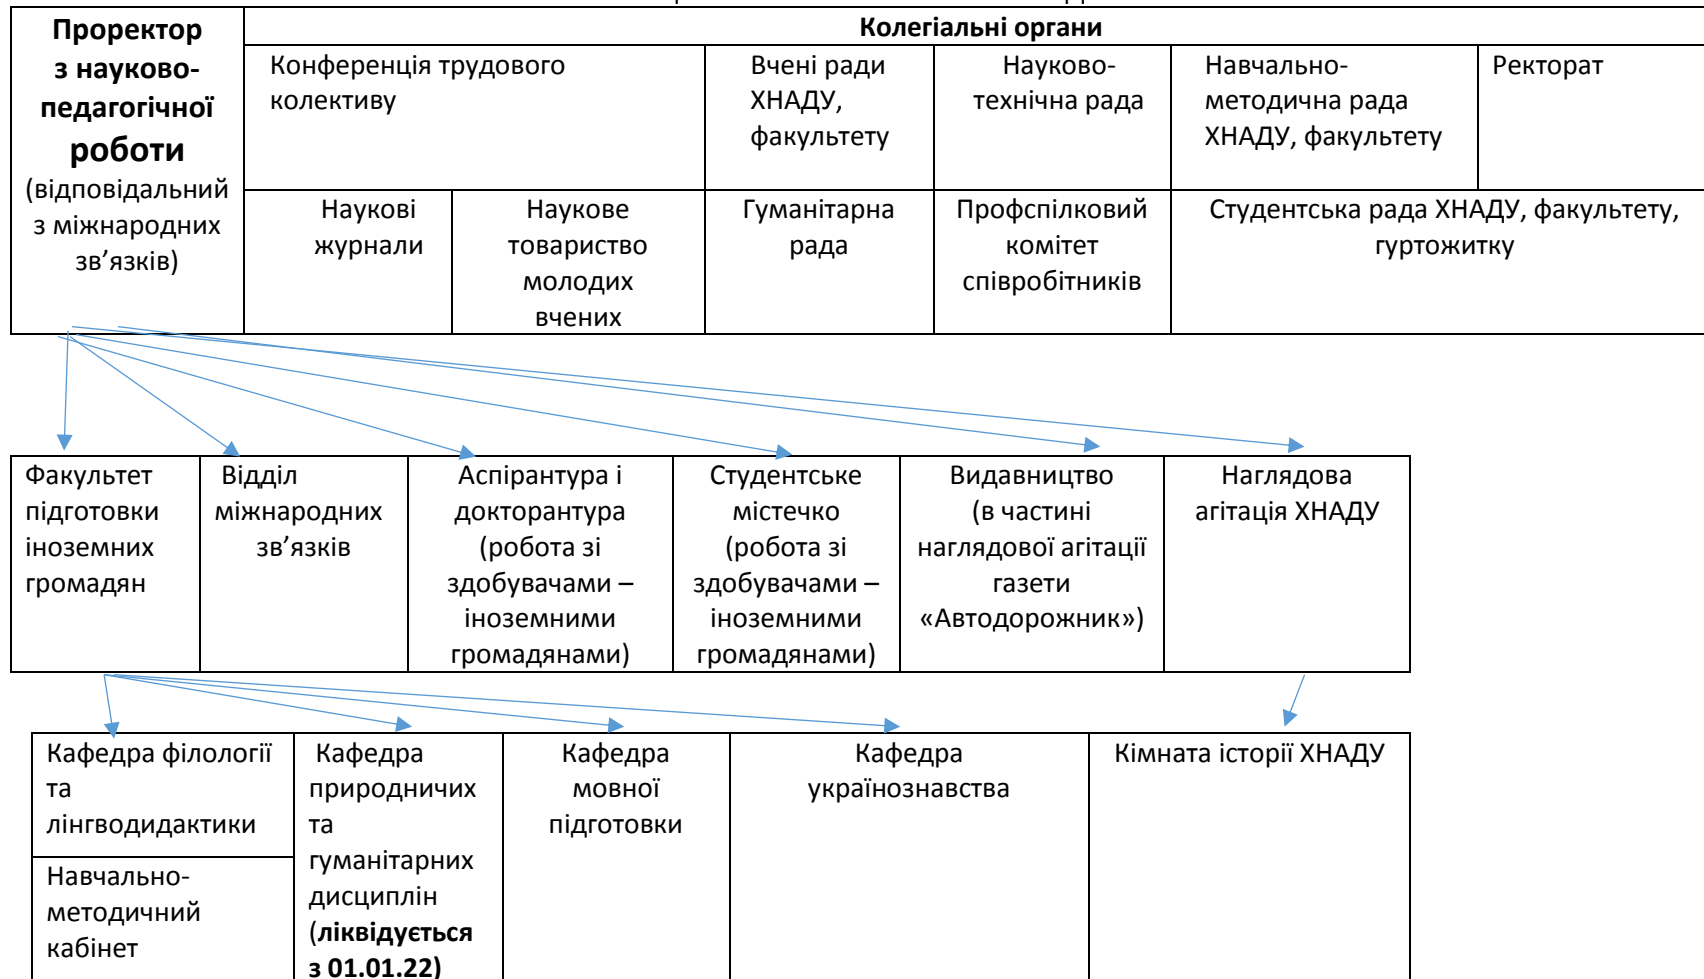 Проректор
з науково-
педагогічної
роботи
(відповідальний
з міжнародних
зв’язків)
Колегіальні органи
Конференція трудового
колективу
Вчені ради
ХНАДУ,
факультету
Науково-
технічна рада
Навчально-
методична рада
ХНАДУ, факультету
Ректорат
Наукові
журнали
Наукове
товариство
молодих
вчених
Гуманітарна
рада
Профспілковий
комітет
співробітників
Студентська рада ХНАДУ, факультету,
гуртожитку
Факультет
підготовки
іноземних
громадян
Відділ
міжнародних
зв’язків
Аспірантура і
докторантура
(робота зі
здобувачами –
іноземними
громадянами)
Студентське
містечко
(робота зі
здобувачами –
іноземними
громадянами)
Видавництво
(в частині
наглядової агітації
газети
«Автодорожник»)
Наглядова
агітація ХНАДУ
Кафедра філології
та
лінгводидактики
Навчально-
методичний
кабінет
Кафедра
природничих
та
гуманітарних
дисциплін
(ліквідується
з 01.01.22)
Кафедра
мовної
підготовки
Кафедра
українознавства
Кімната історії ХНАДУ